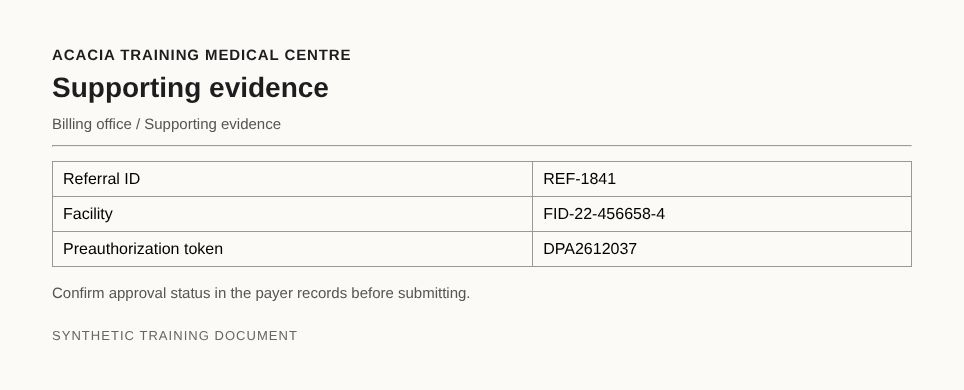 ACACIA TRAINING MEDICAL CENTRE
Supporting evidence
Billing office / Supporting evidence
Referral ID REF-1841
Facility FID-22-456658-4
Preauthorization token DPA2612037
Confirm approval status in the payer records before submitting.
SYNTHETIC TRAINING DOCUMENT